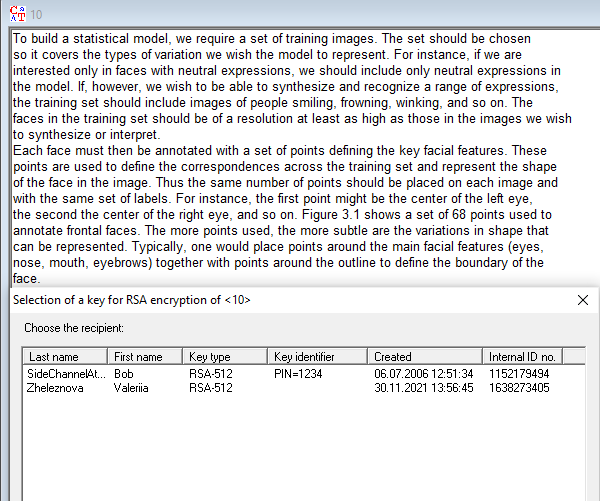 10
To build a statistical model, we require a set of training images. The set should be chosen
so it covers the types of variation we wish the model to represent. For instance, if we are
interested only in faces with neutral expressions, we should include only neutral expressions in
the model. If, however, we wish to be able to synthesize and recognize a range of expressions,
the training set should include images of people smiling, frowning, winking, and so on. The
faces in the training set should be of a resolution at least as high as those in the images we wish
to synthesize or interpret.
Each face must then be annotated with a set of points defining the key facial features. These
points are used to define the correspondences across the training set and represent the shape
of the face in the image. Thus the same number of points should be placed on each image and
with the same set of labels. For instance, the first point might be the center of the left eye,
the second the center of the right eye, and so on. Figure 3.1 shows a set of 68 points used to
annotate frontal faces. The more points used, the more subtle are the variations in shape that
can be represented. Typically, one would place points around the main facial features (eyes,
nose, mouth, eyebrows) together with points around the outline to define the boundary of the
face.
Selection of a key for RSA encryption of <10>
Choose the recipient:
Last name First name Key type Key identifier Created Internal ID no.
SideChannelAt... Bob RSA-512 PIN=1234 06.07.2006 12:51:34 1152179494
Zheleznova Valeriia RSA-512 30.11.2021 13:56:45 1638273405